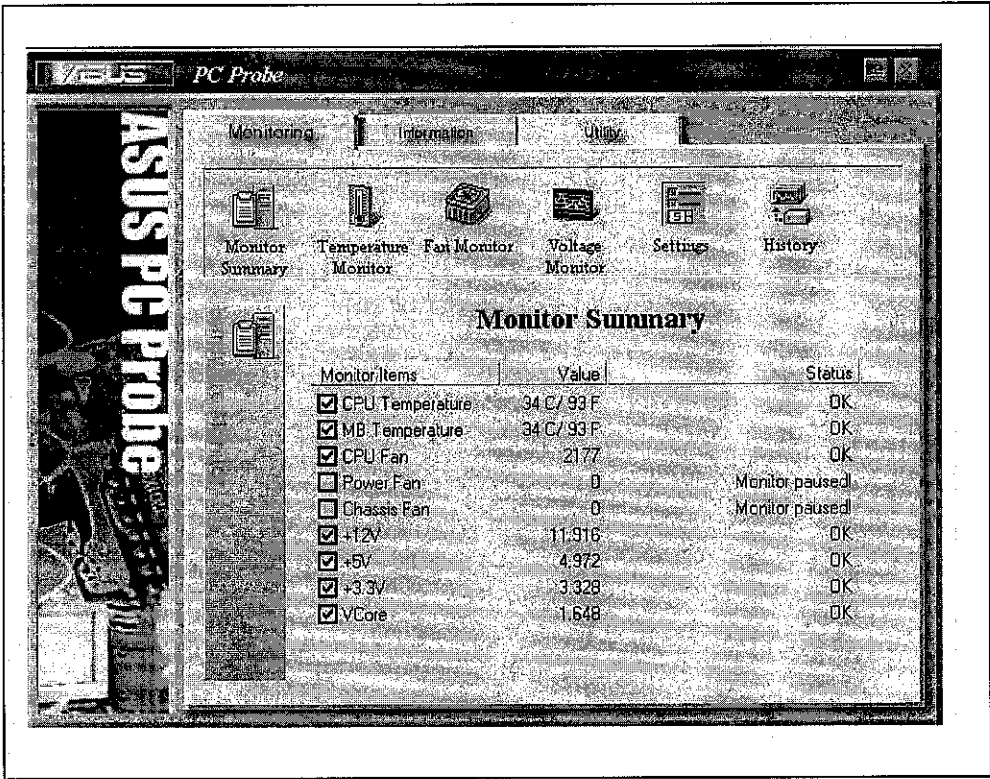 ASUS PC Probe
ASUS PC Probe
Monitoring Information Utility
Monitor Summary Temperature Monitor Fan Monitor Voltage Monitor Settings History
Monitor Summary
Monitor Items Value Status
CPU Temperature 34 C/ 93 F OK
MB Temperature 34 C/ 93 F OK
CPU Fan 2177 OK
Power Fan 0 Monitor paused!
Chassis Fan 0 Monitor paused!
+12V 11.916 OK
+5V 4.972 OK
+3.3V 3.328 OK
VCore 1.648 OK